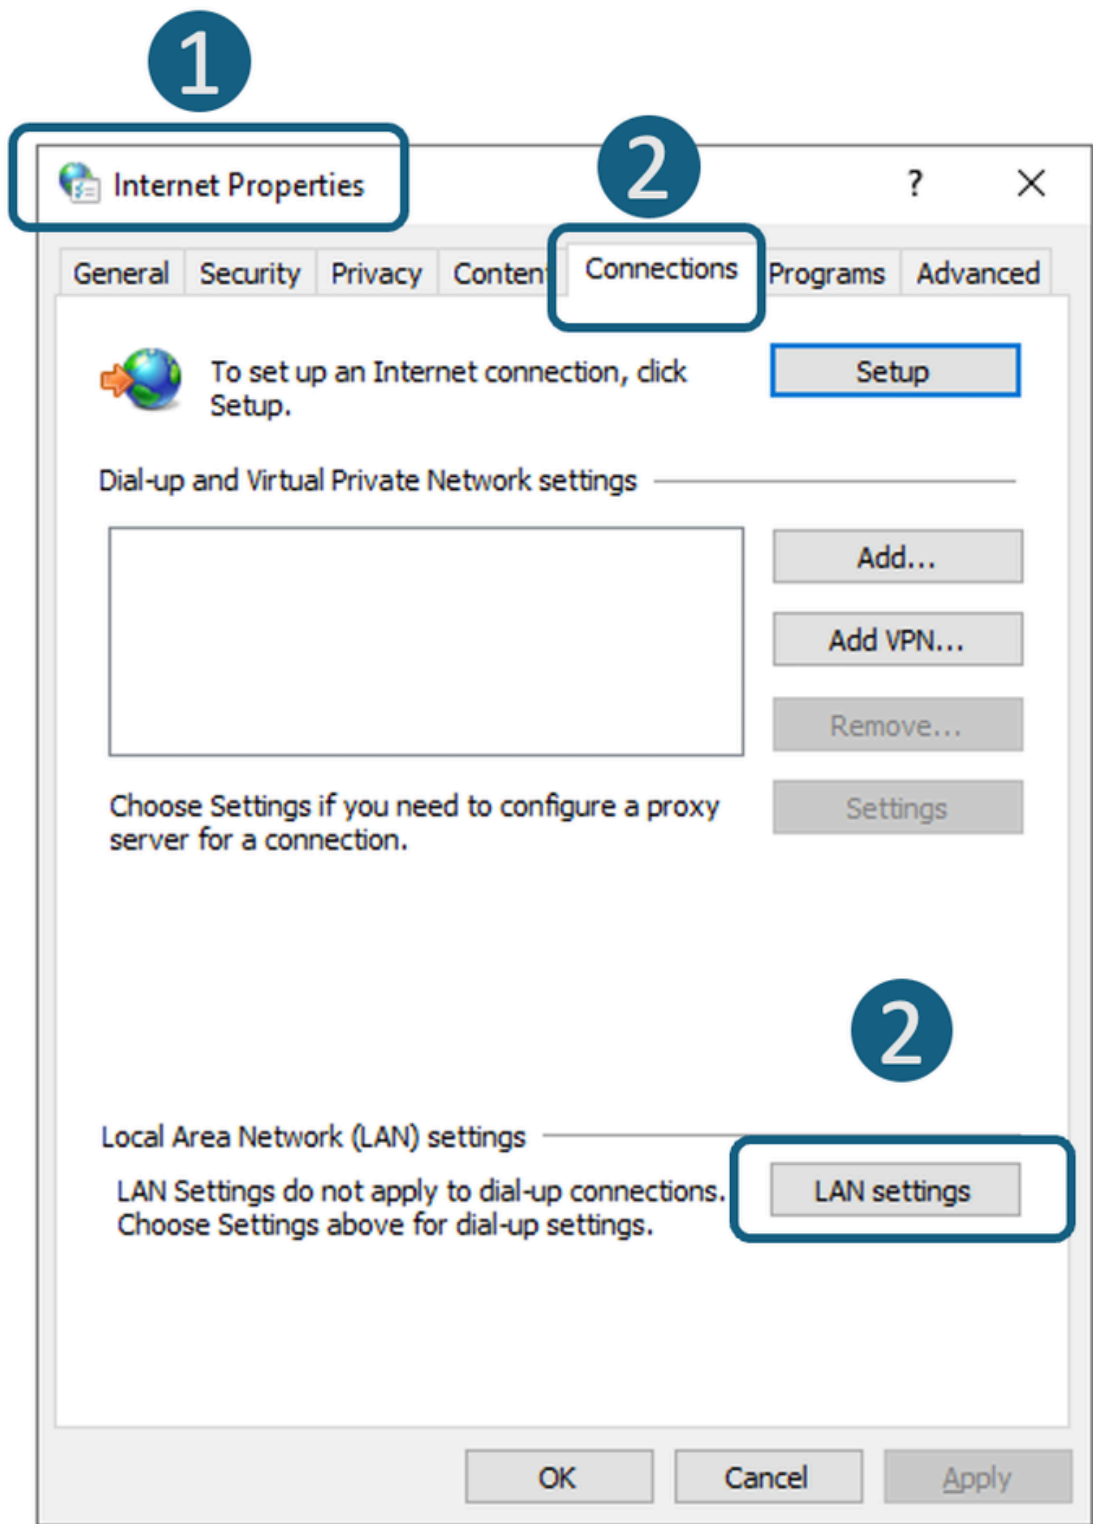 1
2
Internet Properties ? ×
General Security Privacy Conten Connections Programs Advanced
To set up an Internet connection, click
Setup.
Setup
Dial-up and Virtual Private Network settings
Add...
Add VPN...
Remove...
Choose Settings if you need to configure a proxy
server for a connection.
Settings
2
Local Area Network (LAN) settings
LAN Settings do not apply to dial-up connections.
Choose Settings above for dial-up settings.
LAN settings
OK Cancel Apply